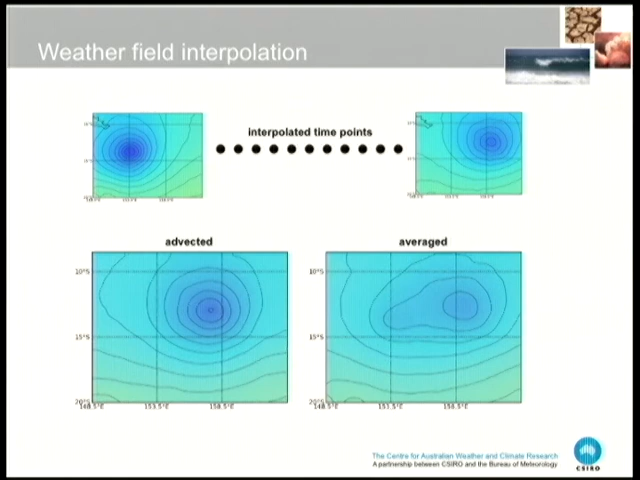 Weather field interpolation
interpolated time points
advected
averaged
10°S
15°S
20°S
148.5°E 153.5°E 158.5°E
10°S
15°S
20°S
148.5°E 153.5°E 158.5°E
The Centre for Australian Weather and Climate Research
A partnership between CSIRO and the Bureau of Meteorology
CSIRO